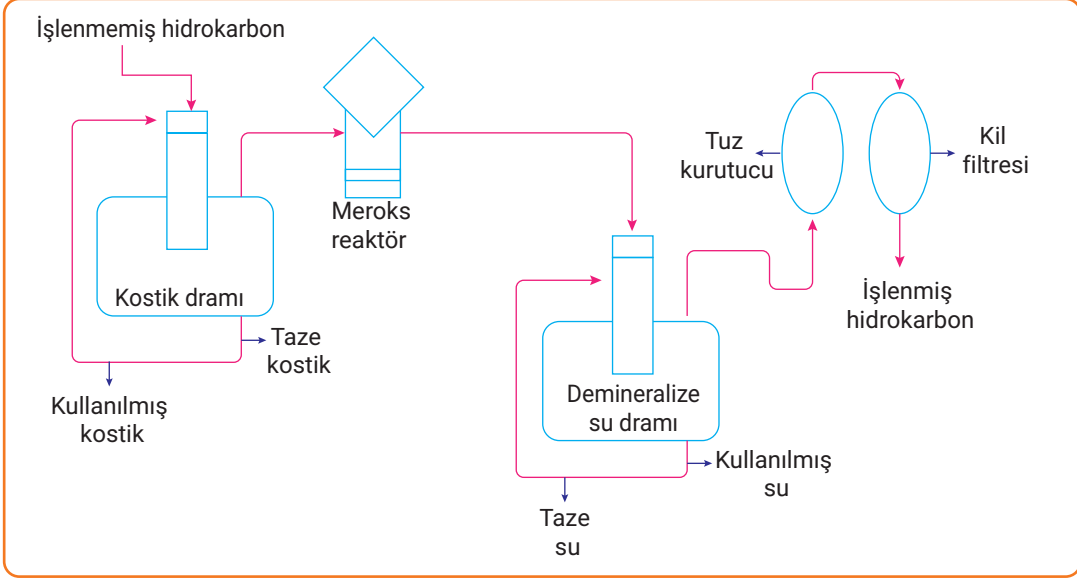 İşlenmemiş hidrokarbon
Tuz
kurutucu
Kil
filtresi
Meroks
reaktör
Kostik dramı
İşlenmiş
hidrokarbon
Taze
kostik
Kullanılmış
kostik
Demineralize
su dramı
Kullanılmış
su
Taze
su